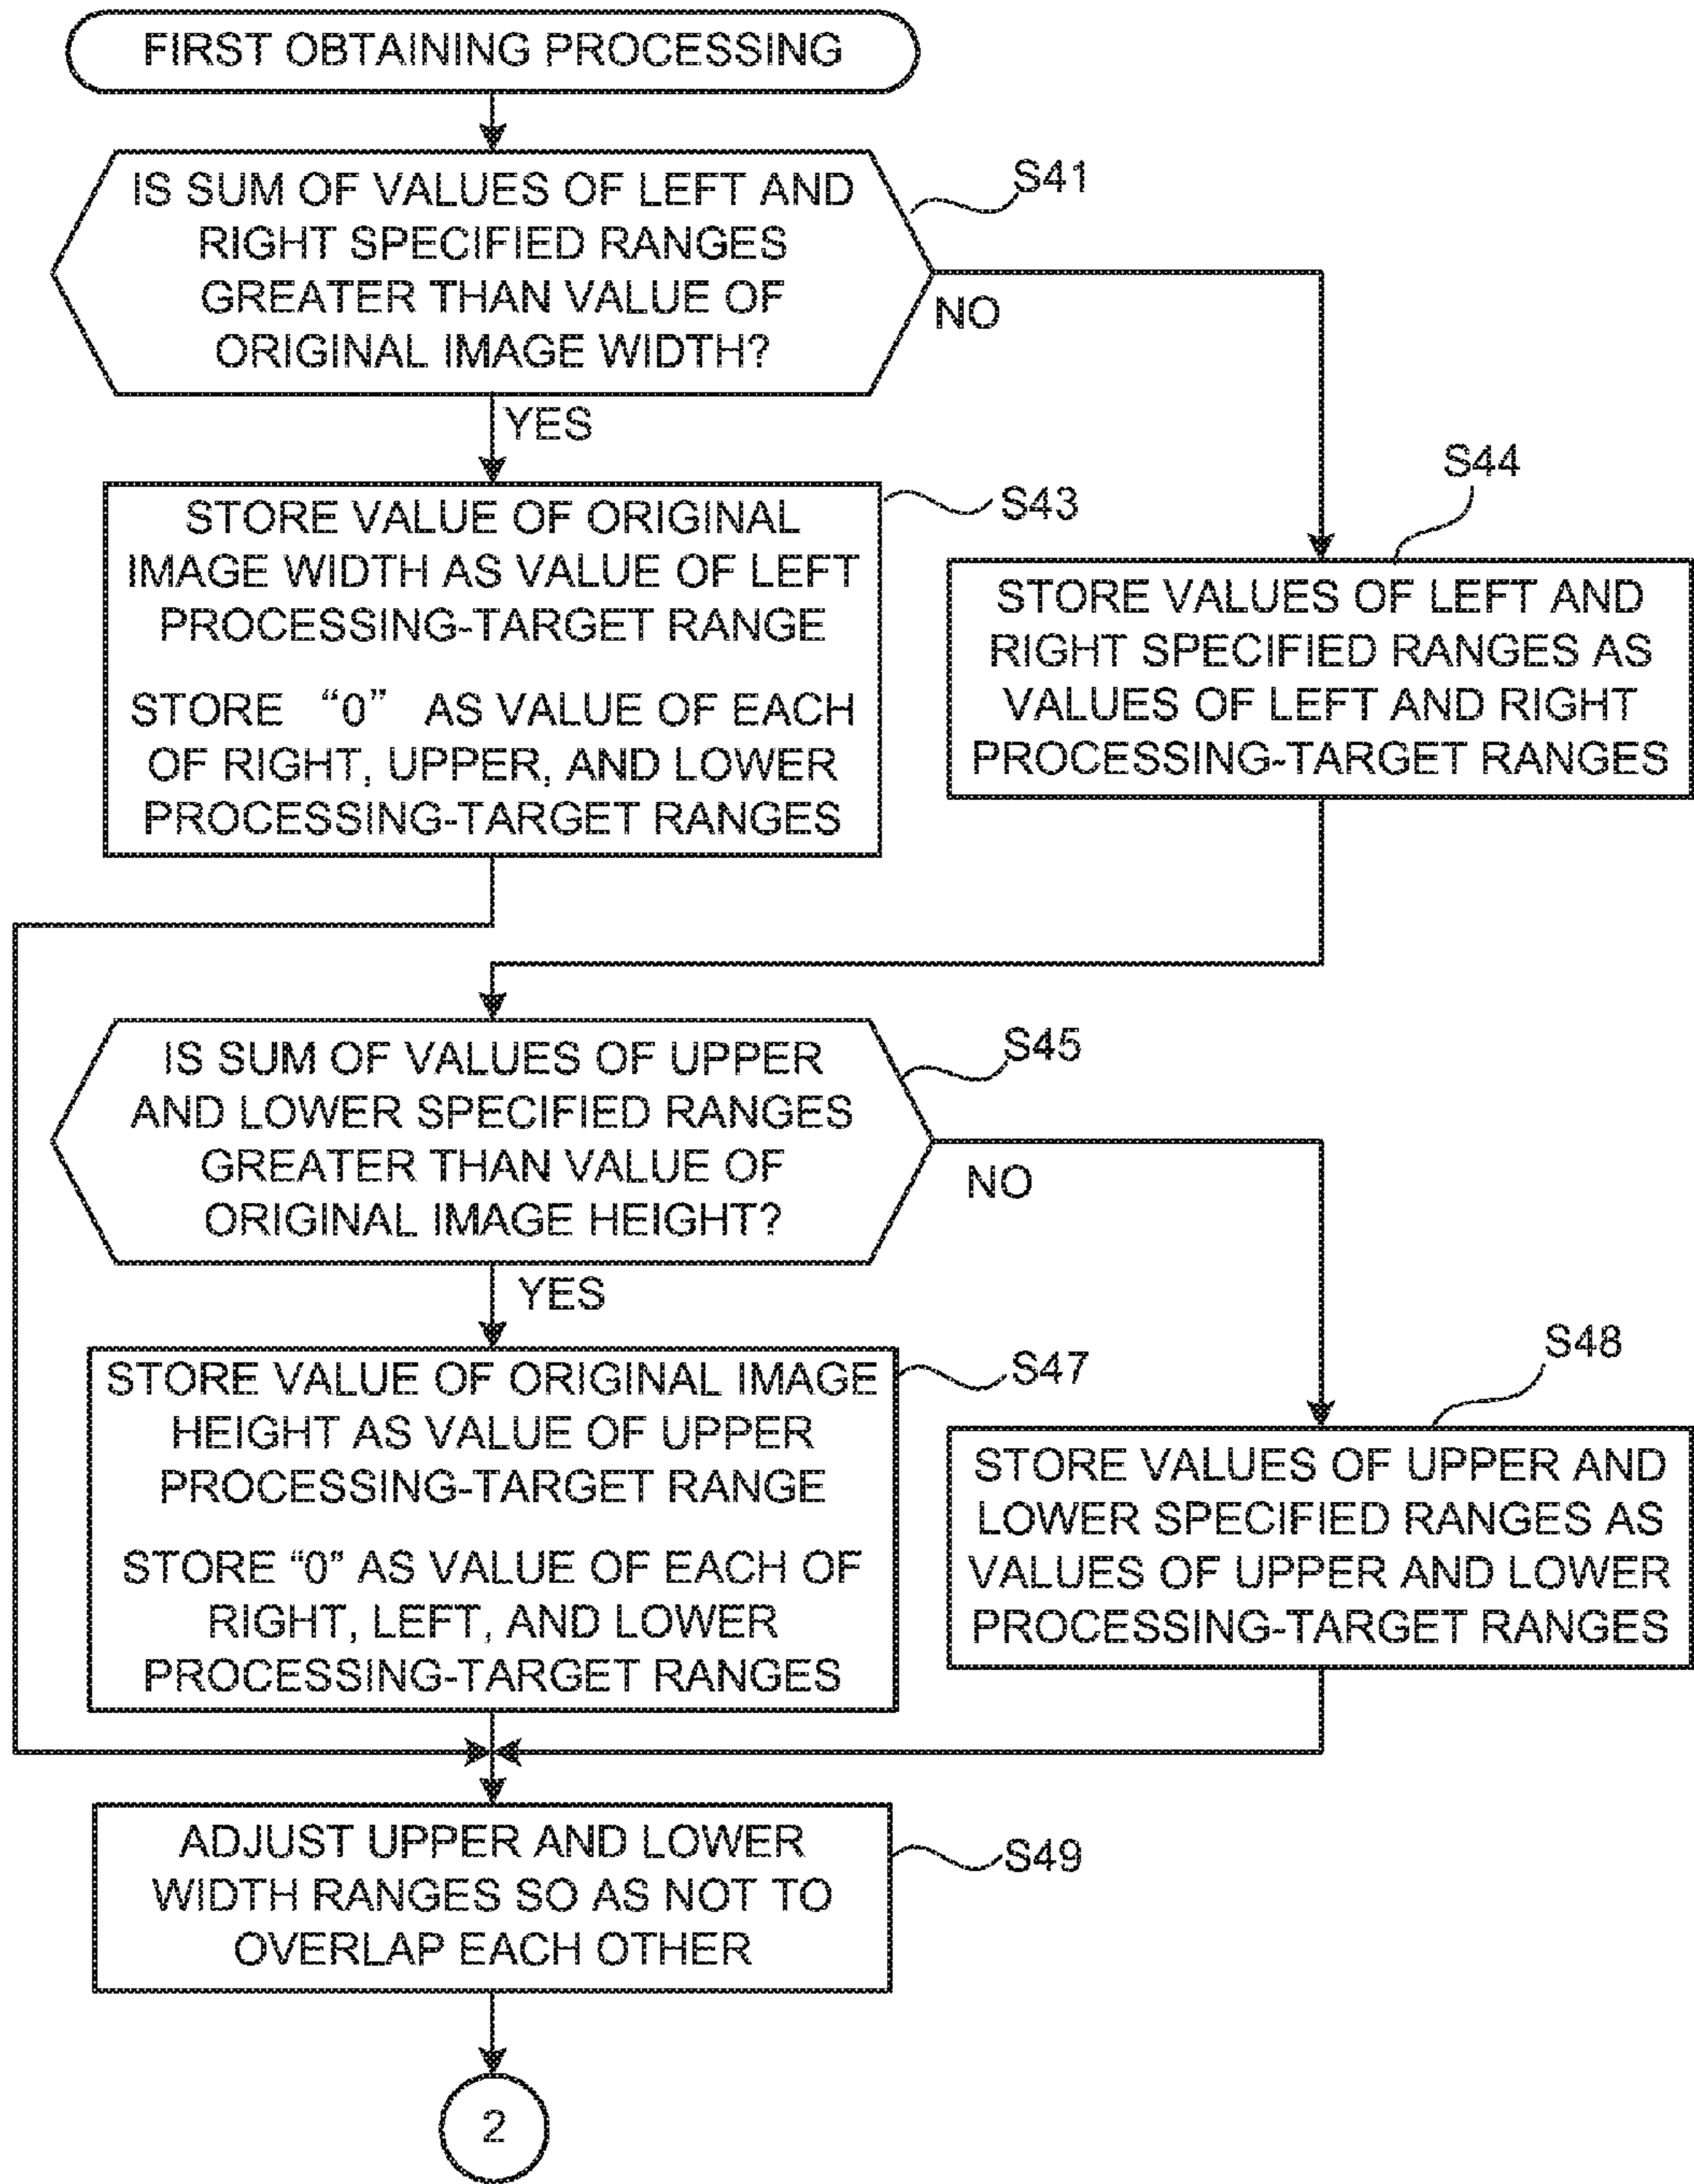 FIRST OBTAINING PROCESSING
IS SUM OF VALUES OF LEFT AND
RIGHT SPECIFIED RANGES
GREATER THAN VALUE OF
ORIGINAL IMAGE WIDTH?
S41
NO
YES
STORE VALUE OF ORIGINAL
IMAGE WIDTH AS VALUE OF LEFT
PROCESSING-TARGET RANGE
STORE “0” AS VALUE OF EACH
OF RIGHT, UPPER, AND LOWER
PROCESSING-TARGET RANGES
S43
S44
STORE VALUES OF LEFT AND
RIGHT SPECIFIED RANGES AS
VALUES OF LEFT AND RIGHT
PROCESSING-TARGET RANGES
IS SUM OF VALUES OF UPPER
AND LOWER SPECIFIED RANGES
GREATER THAN VALUE OF
ORIGINAL IMAGE HEIGHT?
S45
NO
YES
STORE VALUE OF ORIGINAL IMAGE
HEIGHT AS VALUE OF UPPER
PROCESSING-TARGET RANGE
STORE “0” AS VALUE OF EACH OF
RIGHT, LEFT, AND LOWER
PROCESSING-TARGET RANGES
S47
S48
STORE VALUES OF UPPER AND
LOWER SPECIFIED RANGES AS
VALUES OF UPPER AND LOWER
PROCESSING-TARGET RANGES
ADJUST UPPER AND LOWER
WIDTH RANGES SO AS NOT TO
OVERLAP EACH OTHER
S49
2